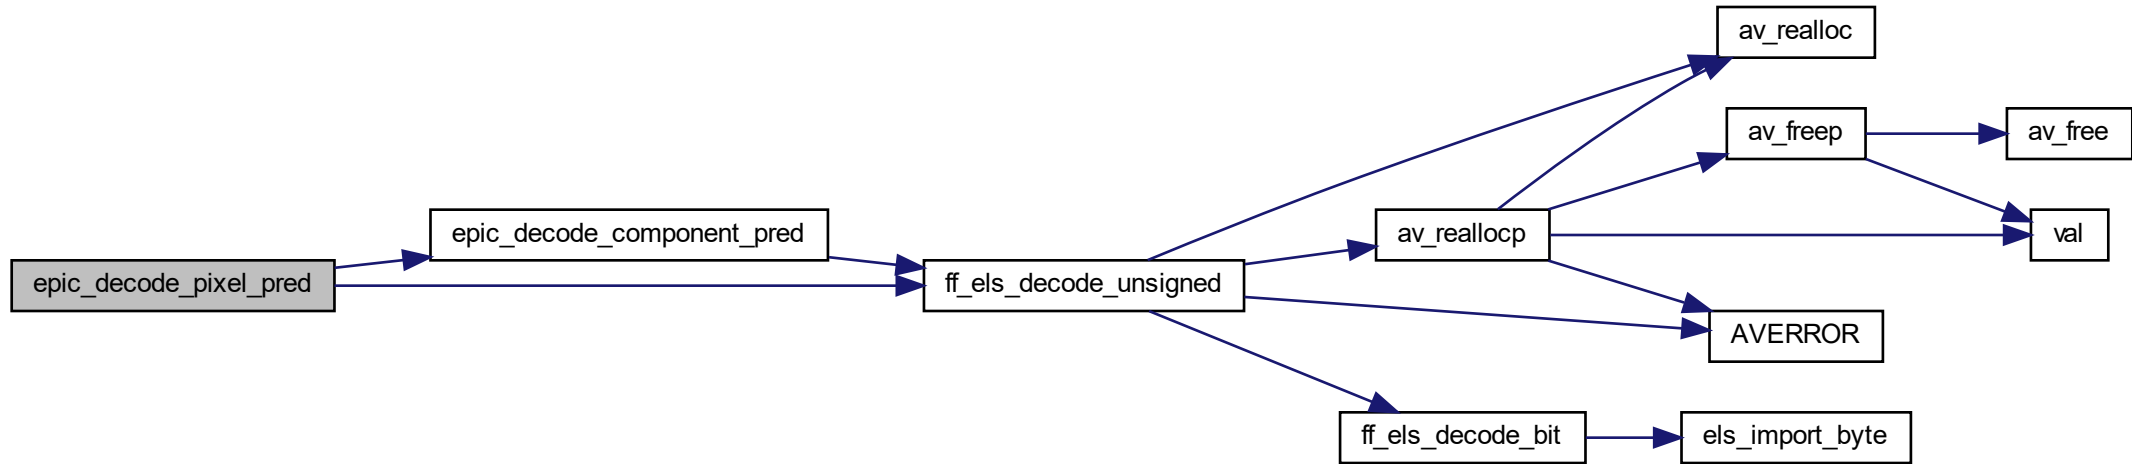 av_realloc
av_freep
av_free
epic_decode_component_pred
av_reallocp
val
epic_decode_pixel_pred
ff_els_decode_unsigned
AVERROR
ff_els_decode_bit
els_import_byte